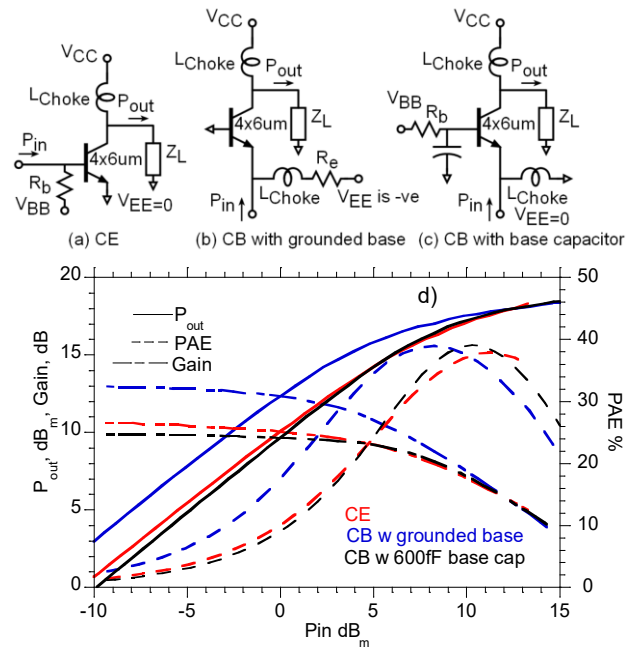 VCC
LChoke
Pout
Pin
4x6um
ZL
Rb
VBB
VEE=0
(a) CE
VCC
LChoke
Pout
4x6um
ZL
Re
LChoke
Pin
VEE is -ve
(b) CB with grounded base
VCC
LChoke
Pout
VBB
Rb
4x6um
ZL
LChoke
Pin
VEE=0
(c) CB with base capacitor
d)
Pout
PAE
Gain
CE
CB w grounded base
CB w 600fF base cap
Pout, dBm, Gain, dB
20
15
10
5
0
PAE %
50
40
30
20
10
0
-10 -5 0 5 10 15
Pin dBm